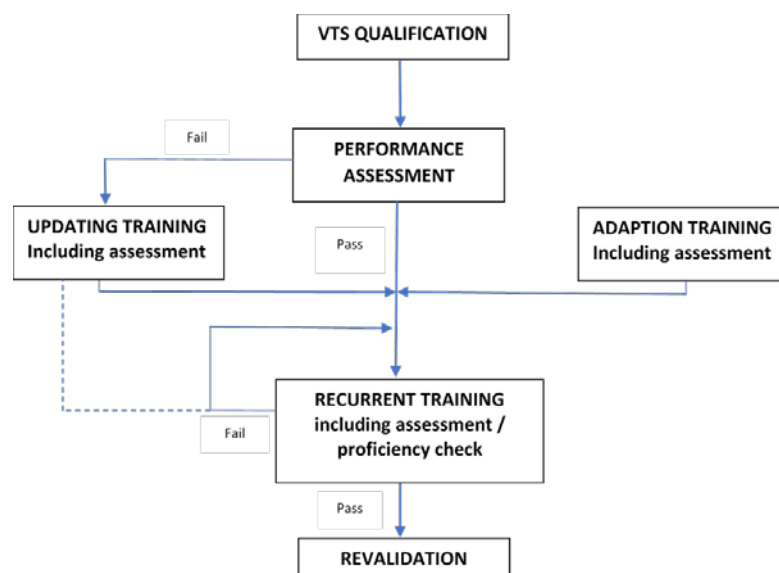 VTS QUALIFICATION
Fail
PERFORMANCE
ASSESSMENT
UPDATING TRAINING
Including assessment
Pass
ADAPTION TRAINING
Including assessment
RECURRENT TRAINING
including assessment /
proficiency check
Fail
Pass
REVALIDATION